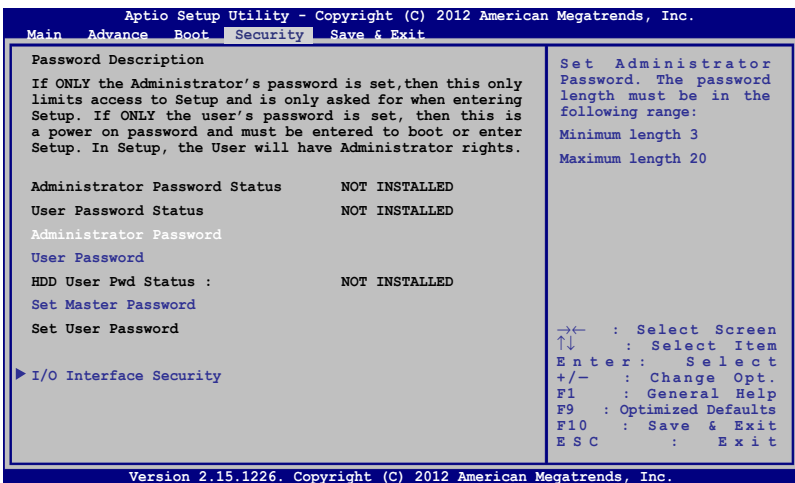 Aptio Setup Utility - Copyright (C) 2012 American Megatrends, Inc.
Main Advance Boot Security Save & Exit
Password Description
If ONLY the Administrator’s password is set,then this only
limits access to Setup and is only asked for when entering
Setup. If ONLY the user’s password is set, then this is
a power on password and must be entered to boot or enter
Setup. In Setup, the User will have Administrator rights.
Administrator Password Status NOT INSTALLED
User Password Status NOT INSTALLED
Administrator Password
User Password
HDD User Pwd Status : NOT INSTALLED
Set Master Password
Set User Password
I/O Interface Security
Set Administrator
Password. The password
length must be in the
following range:
Minimum length 3
Maximum length 20
→← : Select Screen
↑↓ : Select Item
Enter: Select
+/— : Change Opt.
F1 : General Help
F9 : Optimized Defaults
F10 : Save & Exit
ESC : Exit
Version 2.15.1226. Copyright (C) 2012 American Megatrends, Inc.